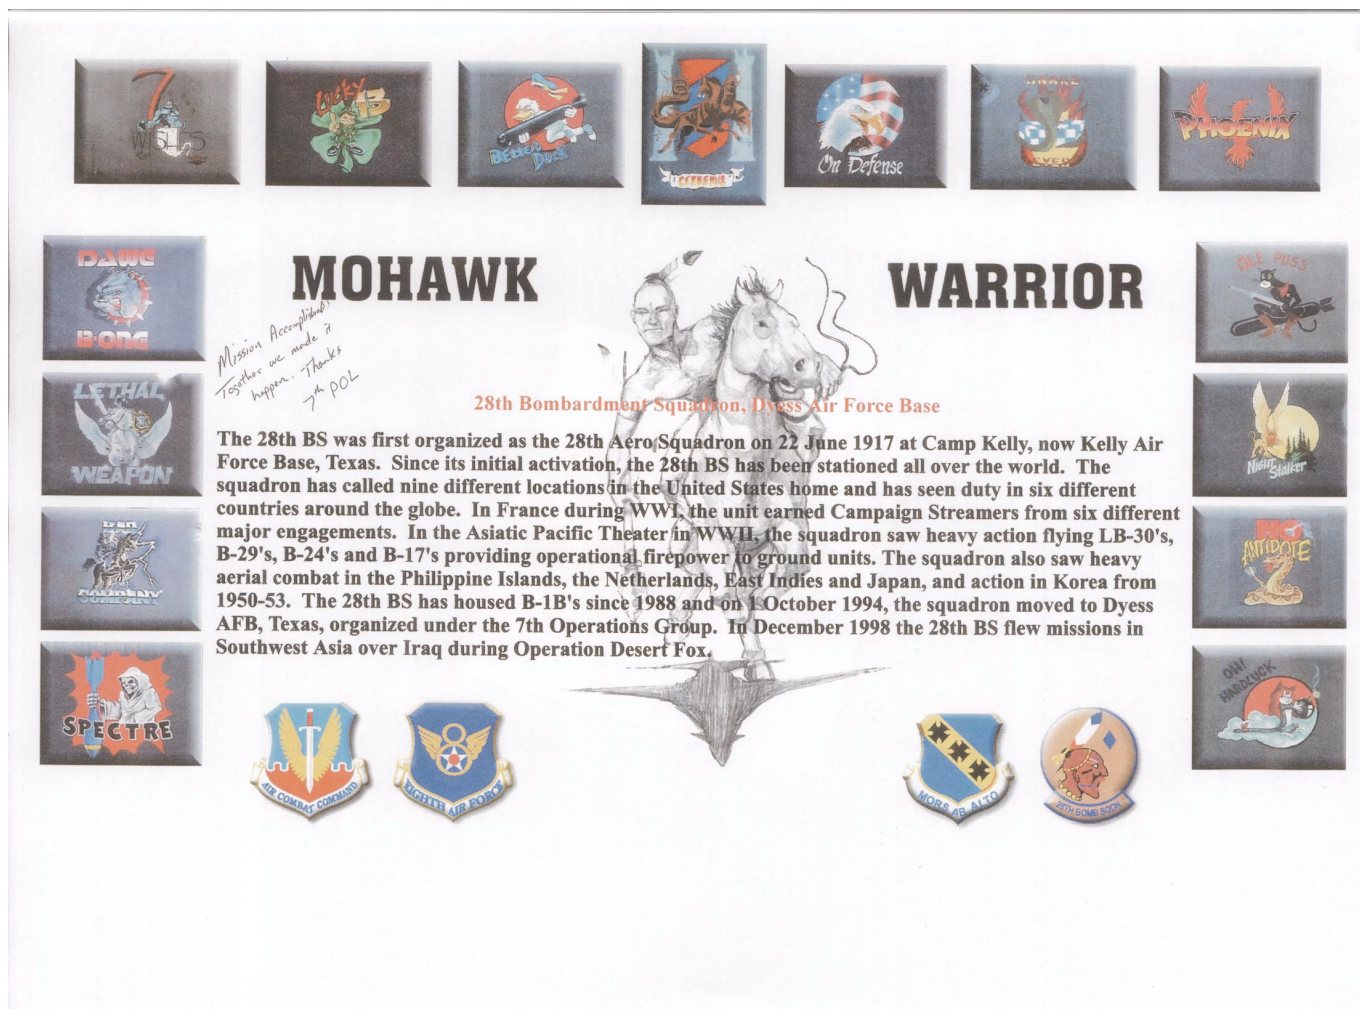 7
WISHES
LUCKY 13
BETTER
DUCK
CERBERUS
On Defense
SNAKE
EYES
PHOENIX
DAWG
B-ONE
MOHAWK WARRIOR
OLE PUSS
Mission Accomplished!
Together we made it
happen. Thanks
7th POL
LETHAL
WEAPON
Night
Stalker
28th Bombardment Squadron, Dyess Air Force Base
The 28th BS was first organized as the 28th Aero Squadron on 22 June 1917 at Camp Kelly, now Kelly Air
Force Base, Texas. Since its initial activation, the 28th BS has been stationed all over the world. The
squadron has called nine different locations in the United States home and has seen duty in six different
countries around the globe. In France during WWI, the unit earned Campaign Streamers from six different
major engagements. In the Asiatic Pacific Theater in WWII, the squadron saw heavy action flying LB-30's,
B-29's, B-24's and B-17's providing operational firepower to ground units. The squadron also saw heavy
aerial combat in the Philippine Islands, the Netherlands, East Indies and Japan, and action in Korea from
1950-53. The 28th BS has housed B-1B's since 1988 and on 1 October 1994, the squadron moved to Dyess
AFB, Texas, organized under the 7th Operations Group. In December 1998 the 28th BS flew missions in
Southwest Asia over Iraq during Operation Desert Fox.
COMPANY
NO
ANTIDOTE
SPECTRE
OH!
HARDLUCK
AIR COMBAT COMMAND
EIGHTH AIR FORCE
MORS AB ALTO
28TH BOMB SQDN